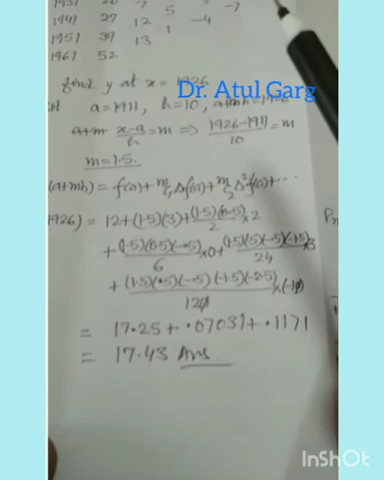 1931 20 7 -7
1941 27 12 5 -4
1951 39 13 1
1961 52
find y at x = 1926
Dr. Atul Garg
a = 1911, h = 10, a+mh = 1926
a+m x-a/h = m ⇒ 1926-1911/10 = m
m = 1.5.
(a+mh) = f(a) + m Δf(a) + m Δ²f(a) + ...
1926) = 12 + (1.5)(3) + (1.5)(0.5)/2 × 2
+ (1.5)(0.5)(-.5)/6 × 0 + (1.5)(.5)(-.5)(-1.5)/24 × 3
+ (1.5)(.5)(-.5)(-1.5)(-2.5)/120 × (-10)
= 17.25 + .07031 + .1171
= 17.43 Ans
InShOt